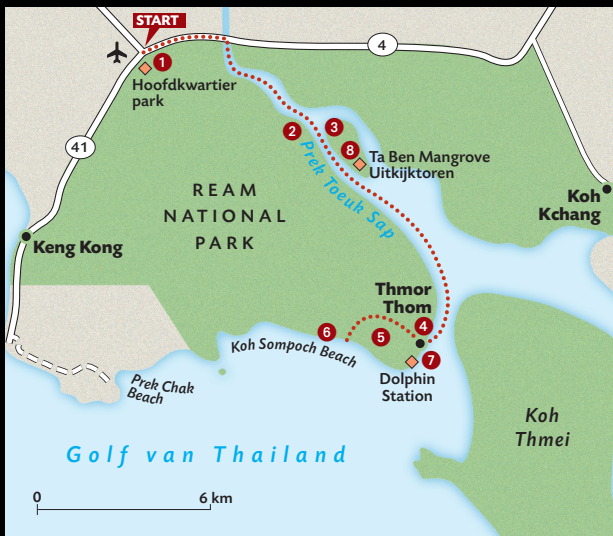 START
4
1
Hoofdkwartier
park
2
3
8
Ta Ben Mangrove
Uitkijktoren
41
Prek Toeuk Sap
REAM
NATIONAL
PARK
Koh
Kchang
Keng Kong
Thmor
Thom
4
6
5
Koh Sompoch Beach
7
Dolphin
Station
Prek Chak
Beach
Koh
Thmei
Golf van Thailand
0
6 km